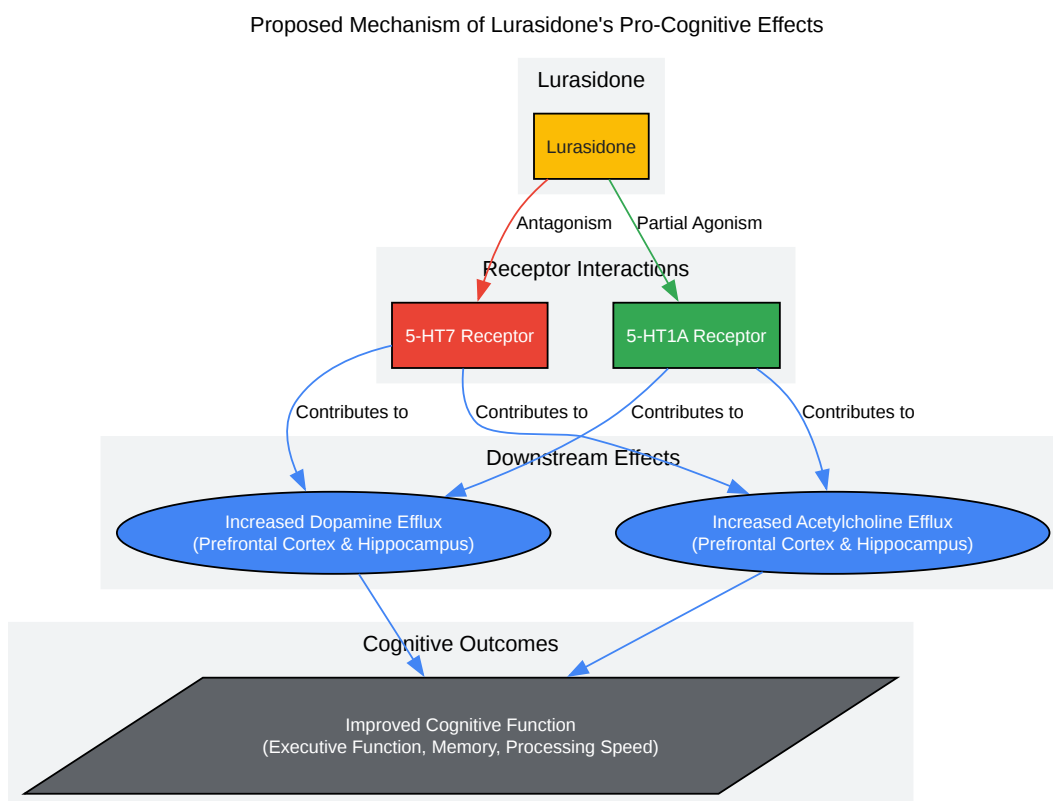 Proposed Mechanism of Lurasidone's Pro-Cognitive Effects
Lurasidone
Lurasidone
Antagonism
Partial Agonism
Receptor Interactions
5-HT7 Receptor
5-HT1A Receptor
Contributes to
Contributes to
Contributes to
Contributes to
Downstream Effects
Increased Dopamine Efflux
(Prefrontal Cortex & Hippocampus)
Increased Acetylcholine Efflux
(Prefrontal Cortex & Hippocampus)
Cognitive Outcomes
Improved Cognitive Function
(Executive Function, Memory, Processing Speed)